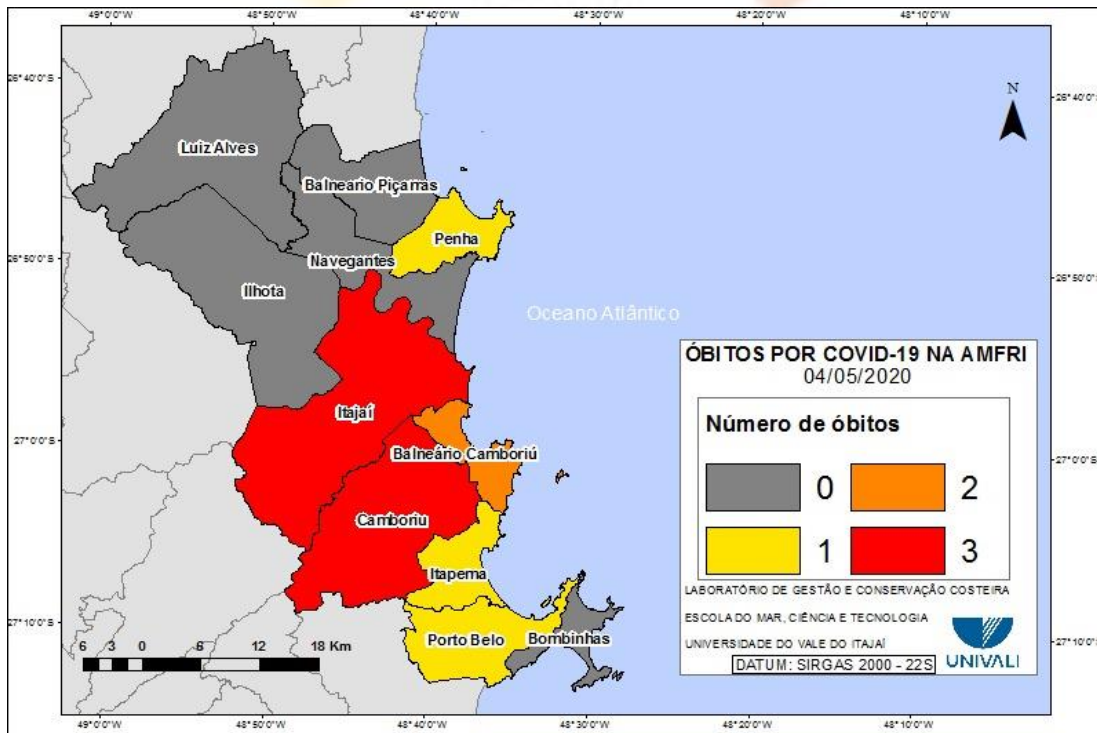 49°0'0"W 48°50'0"W 48°40'0"W 48°30'0"W 48°20'0"W 48°10'0"W
26°40'0"S 26°40'0"S
N
Luiz Alves
Balneario Piçarras
Penha
Navegantes
26°50'0"S 26°50'0"S
Ilhota
Oceano Atlântico
ÓBITOS POR COVID-19 NA AMFRI
04/05/2020
Número de óbitos
0 2
1 3
Itajaí
27°0'0"S 27°0'0"S
Balneário Camboriú
Camboriu
Itapema
LABORATÓRIO DE GESTÃO E CONSERVAÇÃO COSTEIRA
ESCOLA DO MAR, CIÊNCIA E TECNOLOGIA
UNIVERSIDADE DO VALE DO ITAJAÍ
DATUM: SIRGAS 2000 - 22S
UNIVALI
27°10'0"S 27°10'0"S
Porto Belo
Bombinhas
6 3 0 6 12 18 Km
49°0'0"W 48°50'0"W 48°40'0"W 48°30'0"W 48°20'0"W 48°10'0"W